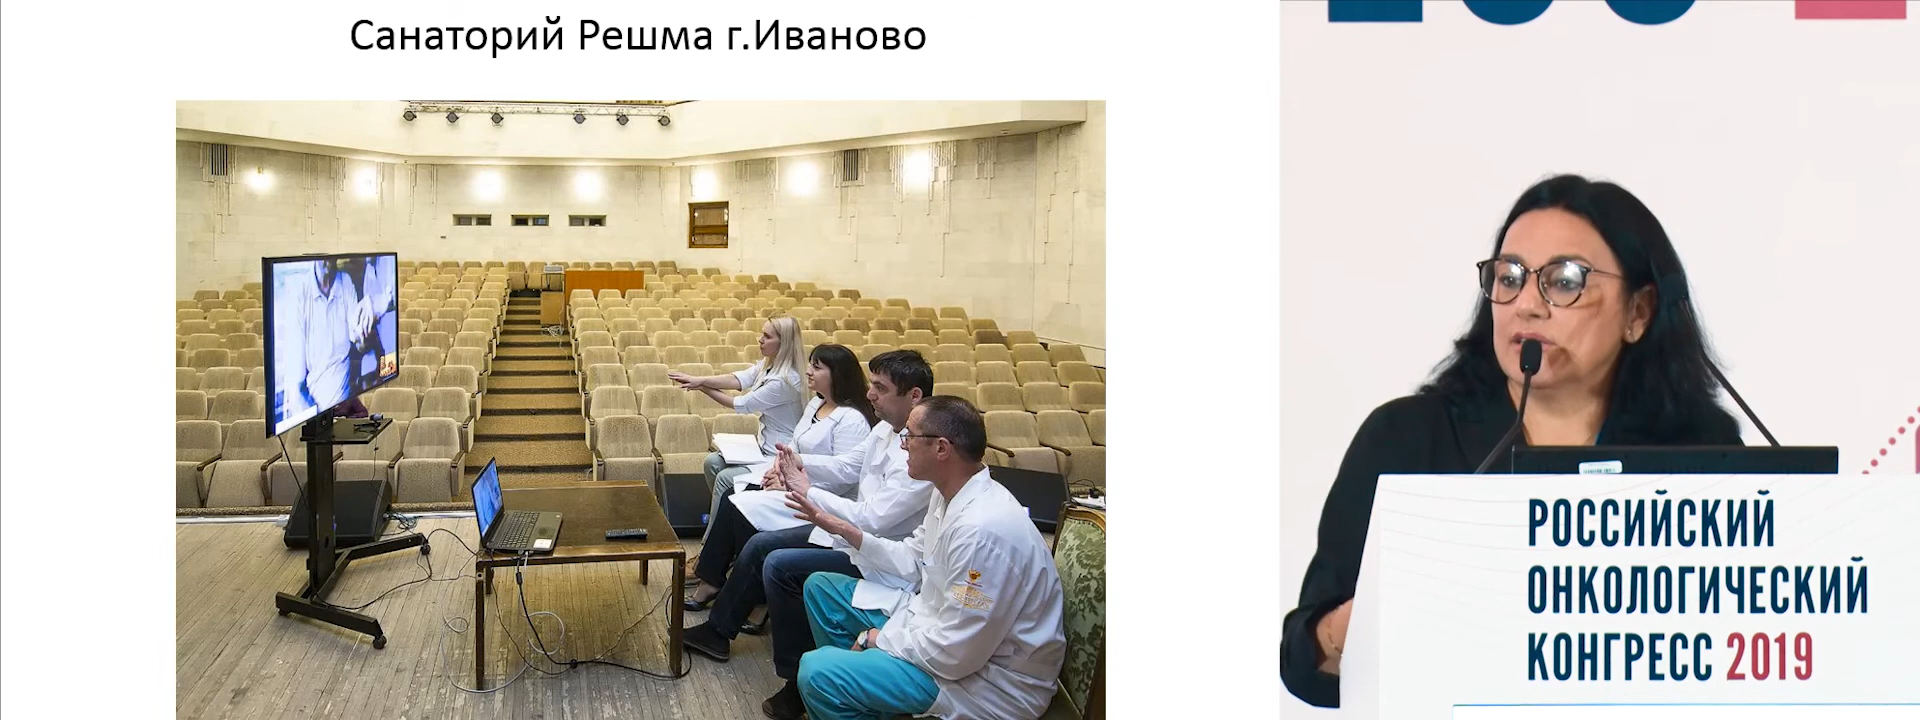 Санаторий Решма г.Иваново
РОССИЙСКИЙ
ОНКОЛОГИЧЕСКИЙ
КОНГРЕСС 2019